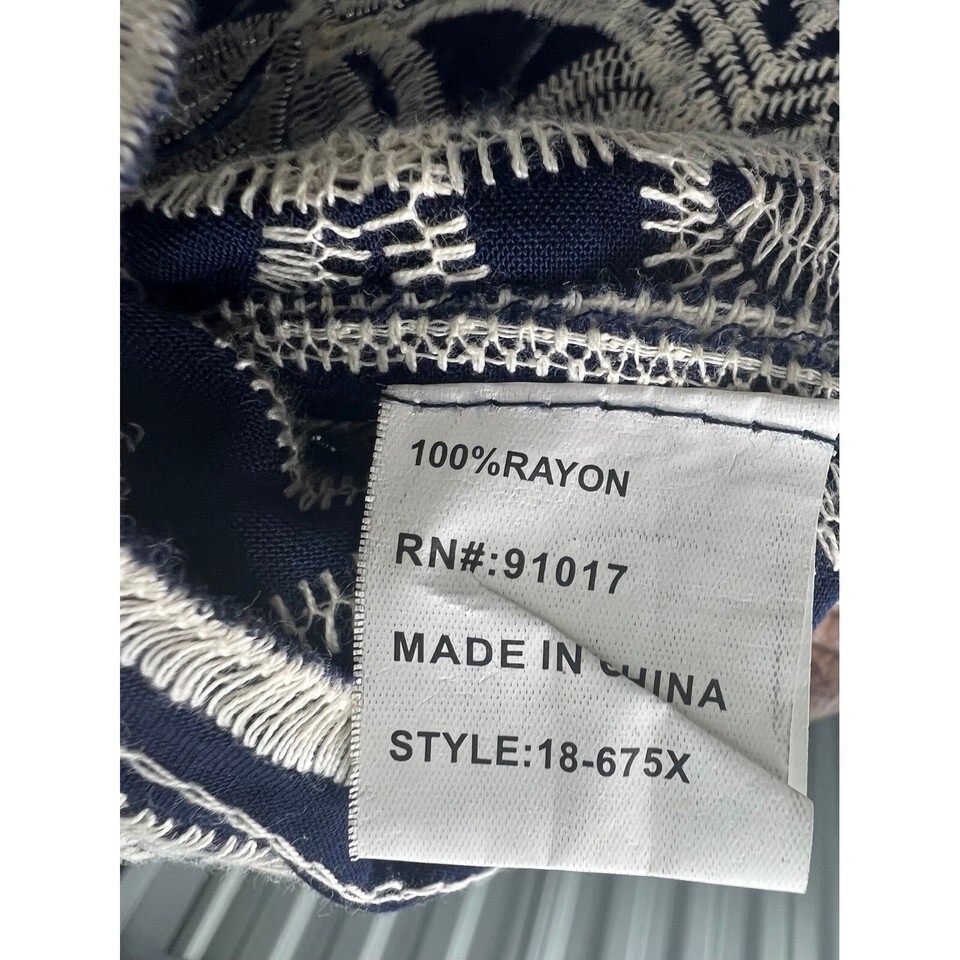 100%RAYON
RN#:91017
MADE IN CHINA
STYLE:18-675X